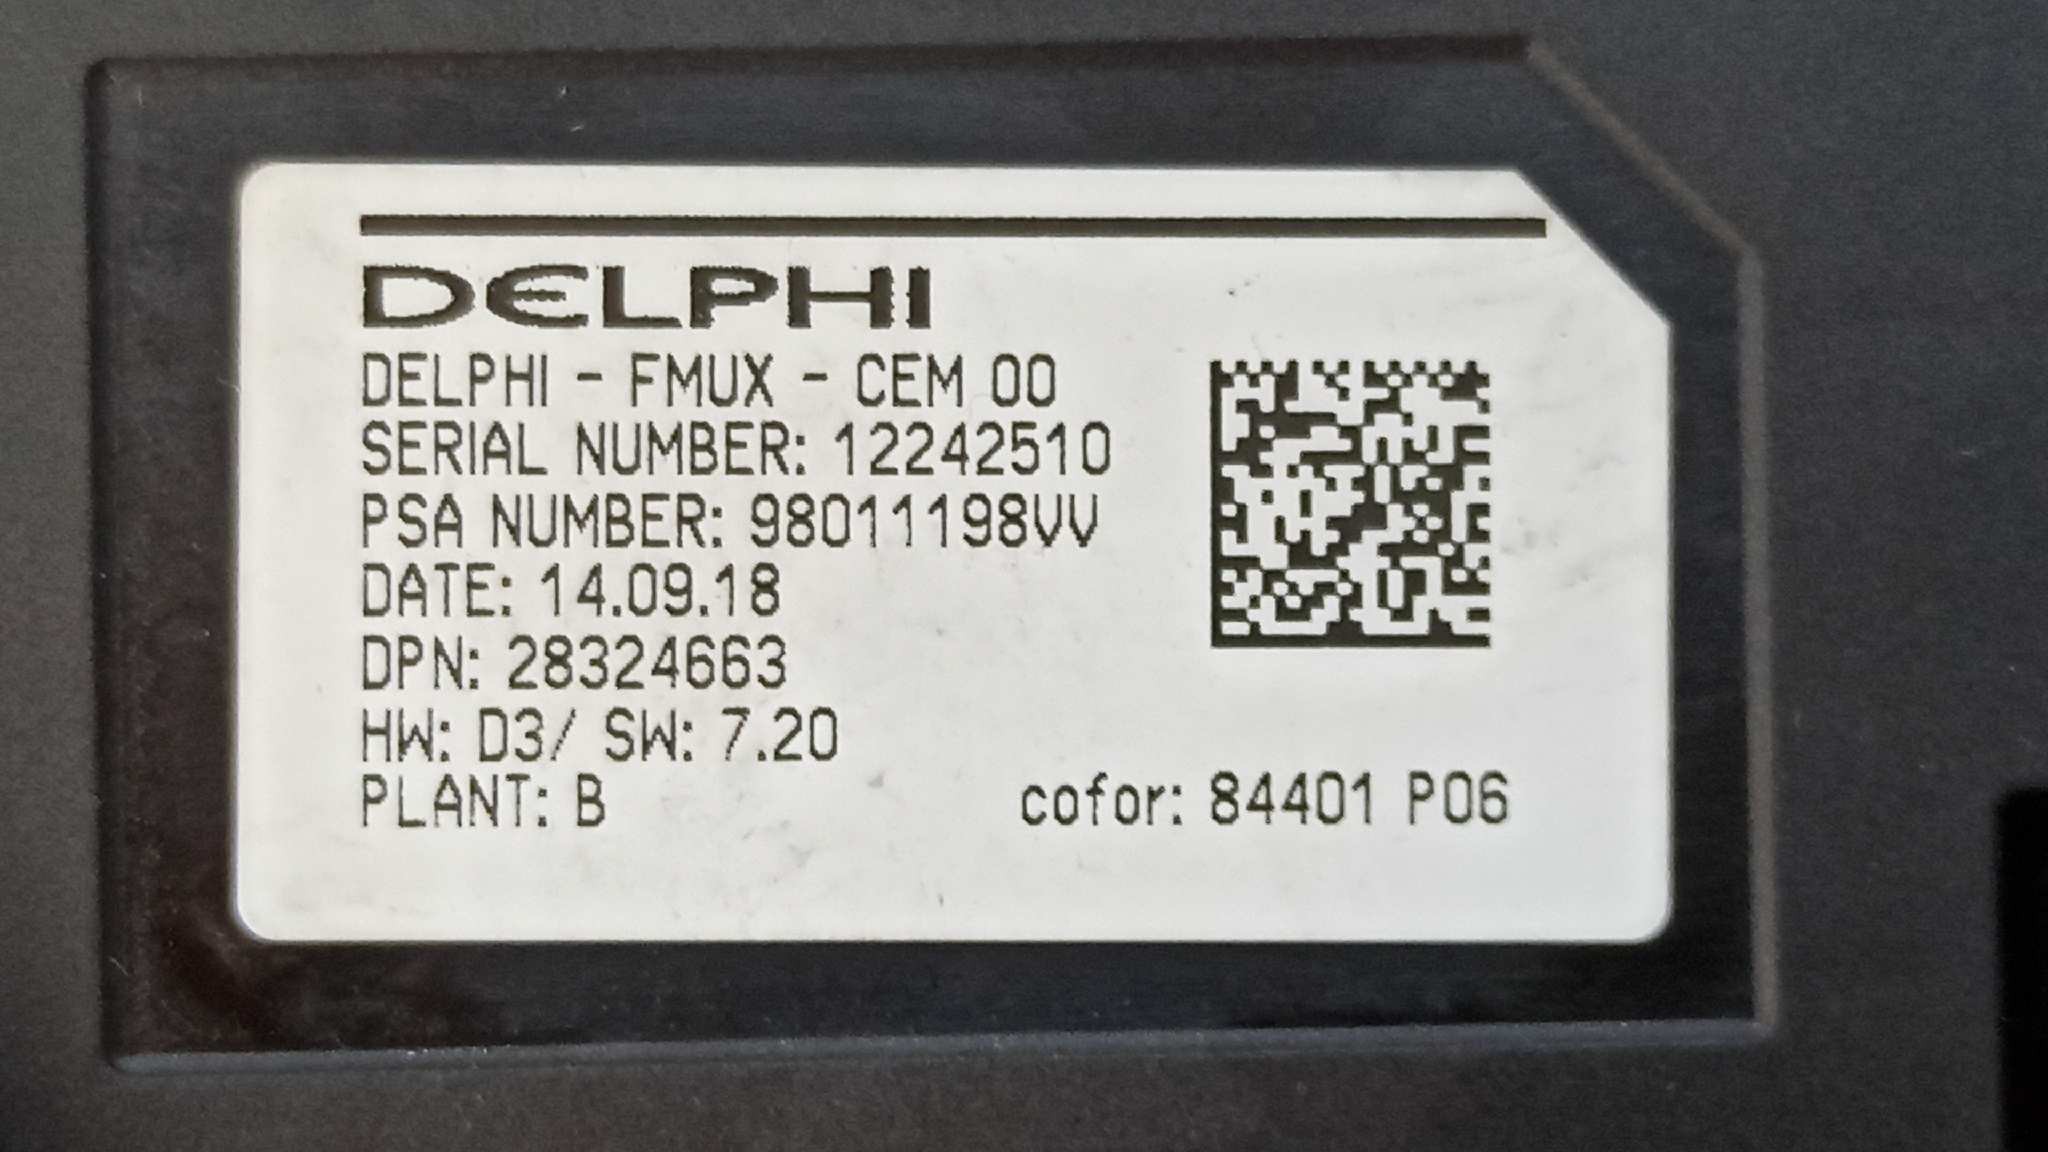 DELPHI
DELPHI - FMUX - CEM 00
SERIAL NUMBER: 12242510
PSA NUMBER: 98011198VV
DATE: 14.09.18
DPN: 28324663
HW: D3/ SW: 7.20
PLANT: B
cofor: 84401 P06